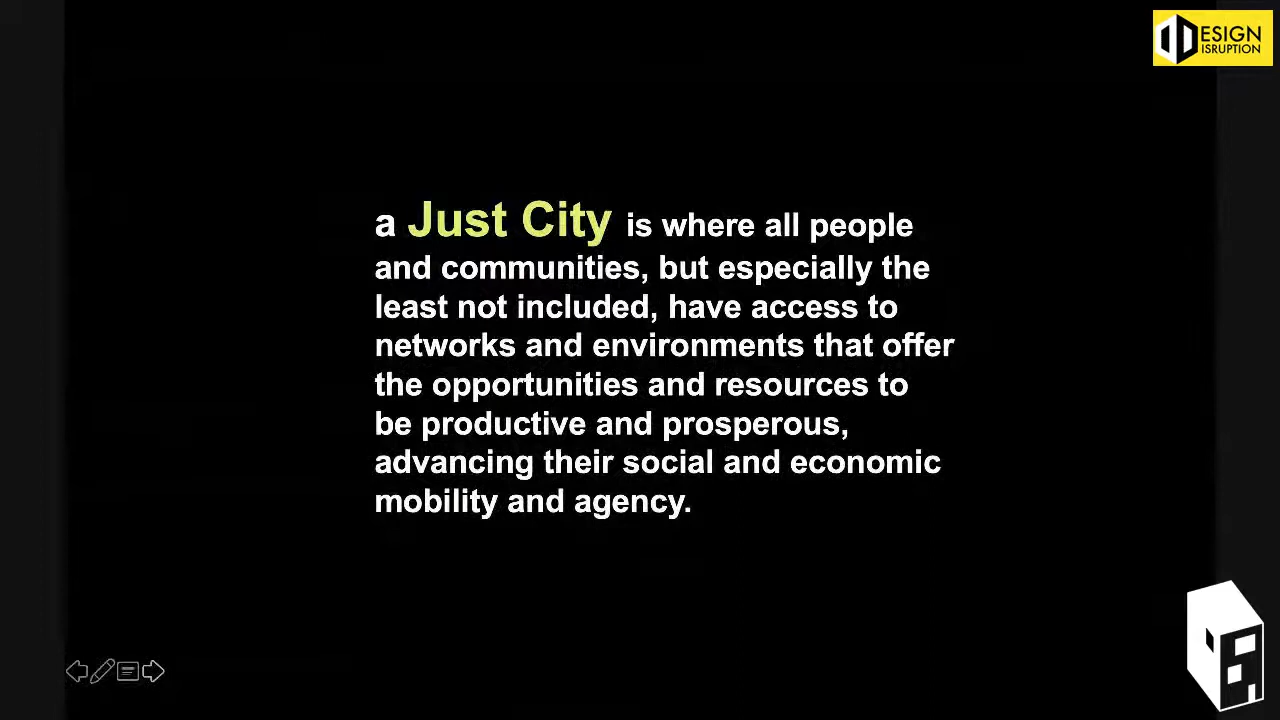 ESIGN
ISRUPTION
a Just City is where all people
and communities, but especially the
least not included, have access to
networks and environments that offer
the opportunities and resources to
be productive and prosperous,
advancing their social and economic
mobility and agency.